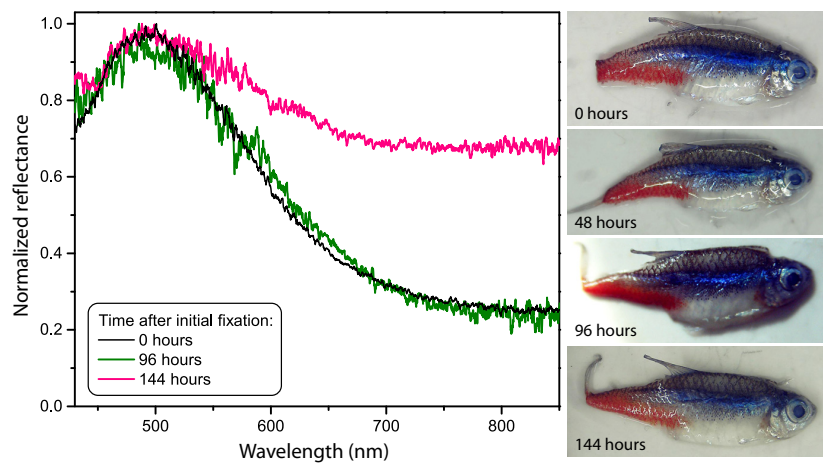 Normalized reflectance
1.0
0.8
0.6
0.4
0.2
0.0
500
600
700
800
Wavelength (nm)
Time after initial fixation:
0 hours
96 hours
144 hours
0 hours
48 hours
96 hours
144 hours